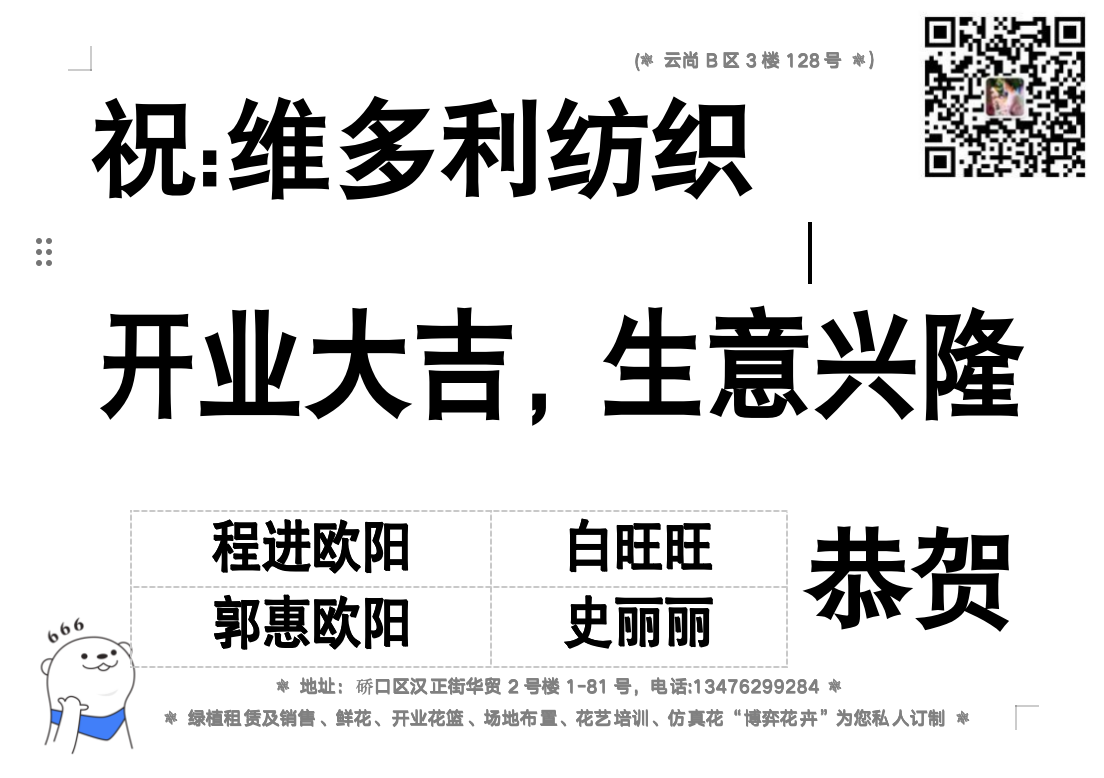 (✵ 云尚 B 区 3 楼 128 号 ✵)
祝:维多利纺织
开业大吉，生意兴隆
程进欧阳 白旺旺
郭惠欧阳 史丽丽
恭贺
666
✵ 地址：硚口区汉正街华贸 2 号楼 1-81 号，电话:13476299284 ✵
✵ 绿植租赁及销售、鲜花、开业花篮、场地布置、花艺培训、仿真花“博弈花卉”为您私人订制 ✵